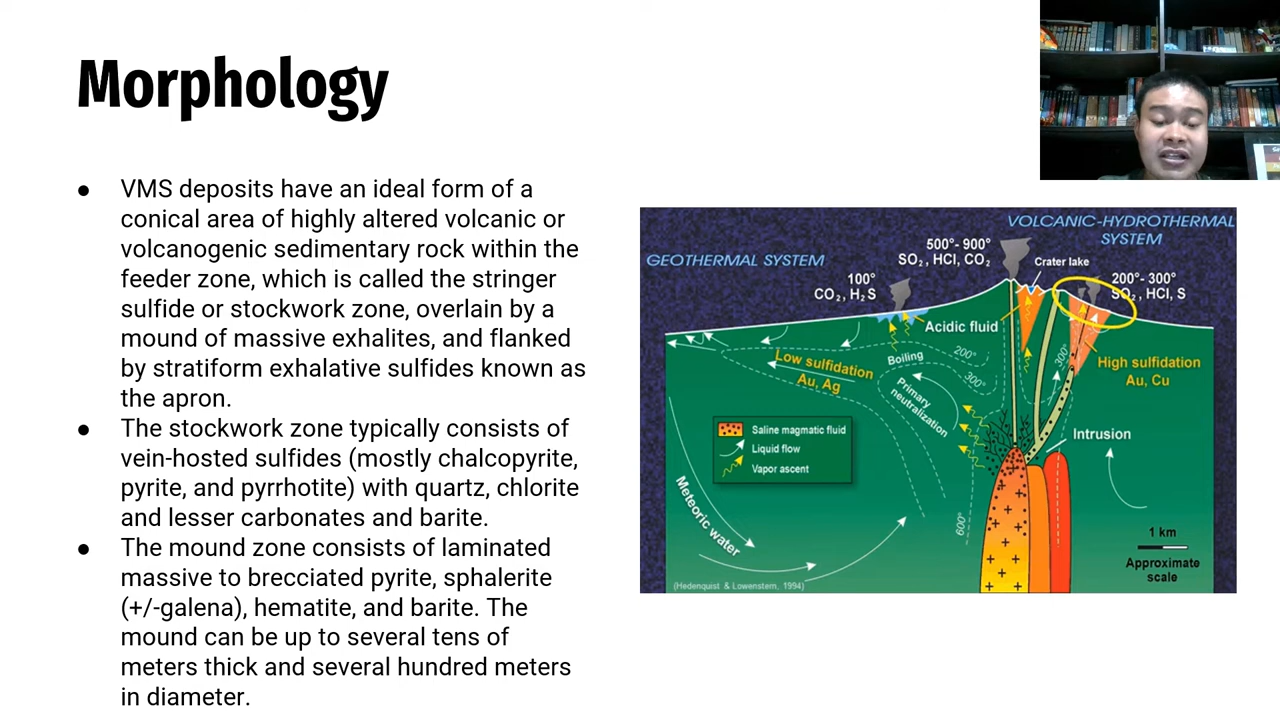 Morphology
● VMS deposits have an ideal form of a
conical area of highly altered volcanic or
volcanogenic sedimentary rock within the
feeder zone, which is called the stringer
sulfide or stockwork zone, overlain by a
mound of massive exhalites, and flanked
by stratiform exhalative sulfides known as
the apron.
● The stockwork zone typically consists of
vein-hosted sulfides (mostly chalcopyrite,
pyrite, and pyrrhotite) with quartz, chlorite
and lesser carbonates and barite.
● The mound zone consists of laminated
massive to brecciated pyrite, sphalerite
(+/-galena), hematite, and barite. The
mound can be up to several tens of
meters thick and several hundred meters
in diameter.
VOLCANIC-HYDROTHERMAL
SYSTEM
GEOTHERMAL SYSTEM
500°- 900°
SO₂, HCl, CO₂
Crater lake
100°
CO₂, H₂S
200°- 300°
SO₂, HCl, S
Acidic fluid
Low sulfidation
Au, Ag
Boiling
200°
300°
300°
Primary
neutralization
High sulfidation
Au, Cu
Saline magmatic fluid
Liquid flow
Vapor ascent
Intrusion
Meteoric water
600°
1 km
Approximate
scale
(Hedenquist & Lowenstern, 1994)